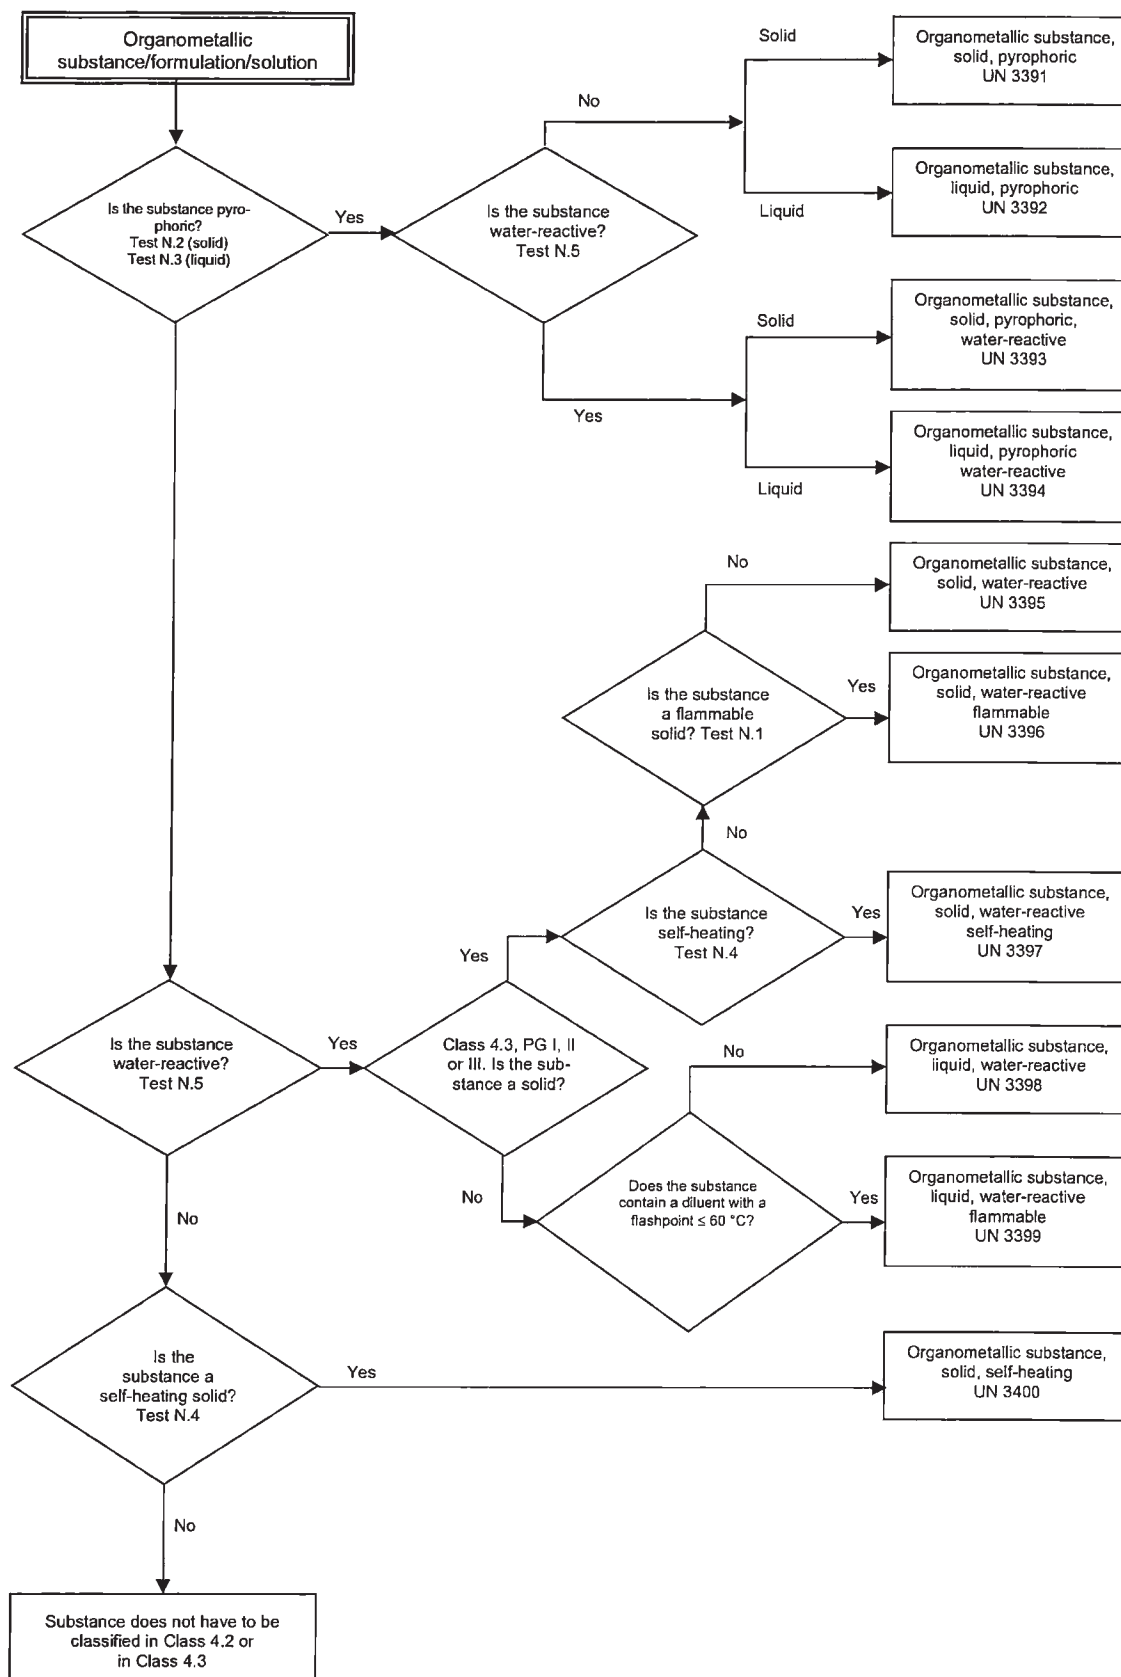 Organometallic
substance/formulation/solution
Is the substance pyro-
phoric?
Test N.2 (solid)
Test N.3 (liquid)
Yes
Is the substance
water-reactive?
Test N.5
No
Solid
Organometallic substance,
solid, pyrophoric
UN 3391
Liquid
Organometallic substance,
liquid, pyrophoric
UN 3392
Yes
Solid
Organometallic substance,
solid, pyrophoric,
water-reactive
UN 3393
Liquid
Organometallic substance,
liquid, pyrophoric
water-reactive
UN 3394
No
Organometallic substance,
solid, water-reactive
UN 3395
Is the substance
a flammable
solid? Test N.1
Yes
Organometallic substance,
solid, water-reactive
flammable
UN 3396
No
Is the substance
self-heating?
Test N.4
Yes
Organometallic substance,
solid, water-reactive
self-heating
UN 3397
Yes
Is the substance
water-reactive?
Test N.5
Yes
Class 4.3, PG I, II
or III. Is the sub-
stance a solid?
No
Organometallic substance,
liquid, water-reactive
UN 3398
No
Does the substance
contain a diluent with a
flashpoint ≤ 60 °C?
Yes
Organometallic substance,
liquid, water-reactive
flammable
UN 3399
No
Is the
substance a
self-heating solid?
Test N.4
Yes
Organometallic substance,
solid, self-heating
UN 3400
No
Substance does not have to be
classified in Class 4.2 or
in Class 4.3